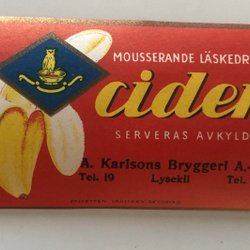 MOUSSERANDE LÄSKEDR
cider
SERVERAS AVKYLD
A. Karlsons Bryggeri A.-
Tel. 19 Lysekil Tel.